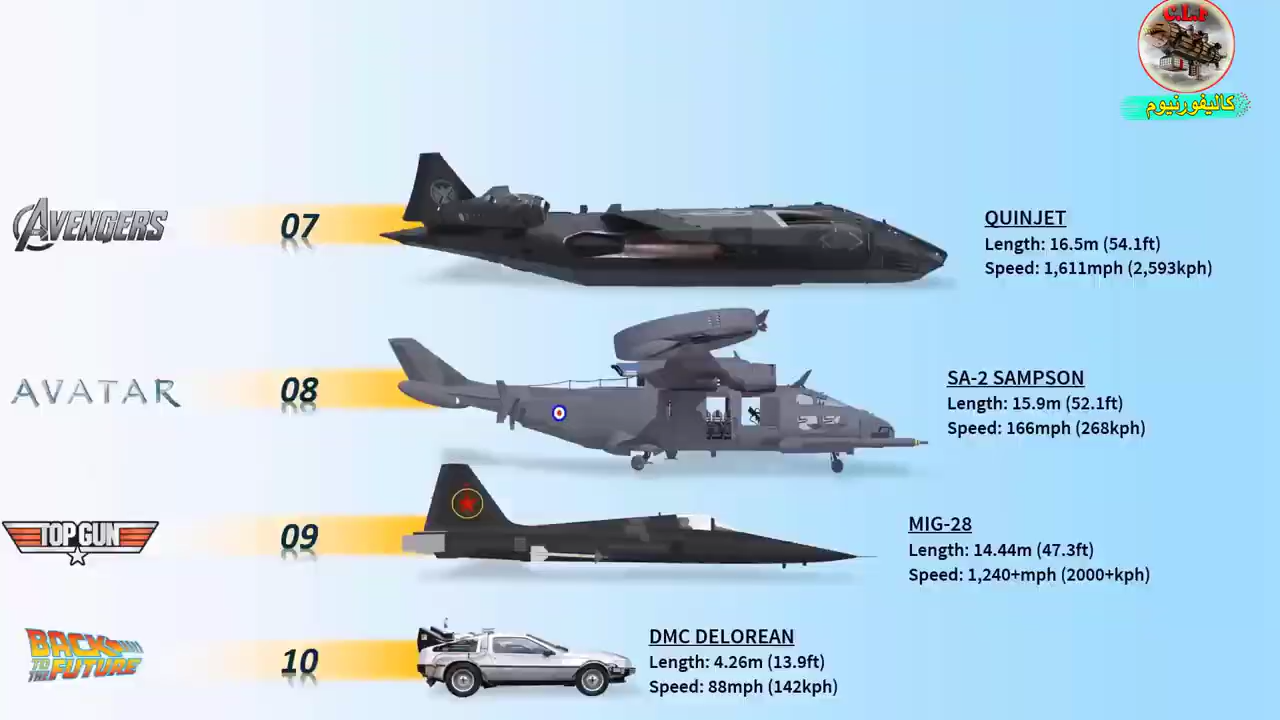 C.L.F
كاليفورنيوم
AVENGERS
07
QUINJET
Length: 16.5m (54.1ft)
Speed: 1,611mph (2,593kph)
AVATAR
08
SA-2 SAMPSON
Length: 15.9m (52.1ft)
Speed: 166mph (268kph)
TOP GUN
09
MIG-28
Length: 14.44m (47.3ft)
Speed: 1,240+mph (2000+kph)
BACK
TO THE FUTURE
10
DMC DELOREAN
Length: 4.26m (13.9ft)
Speed: 88mph (142kph)